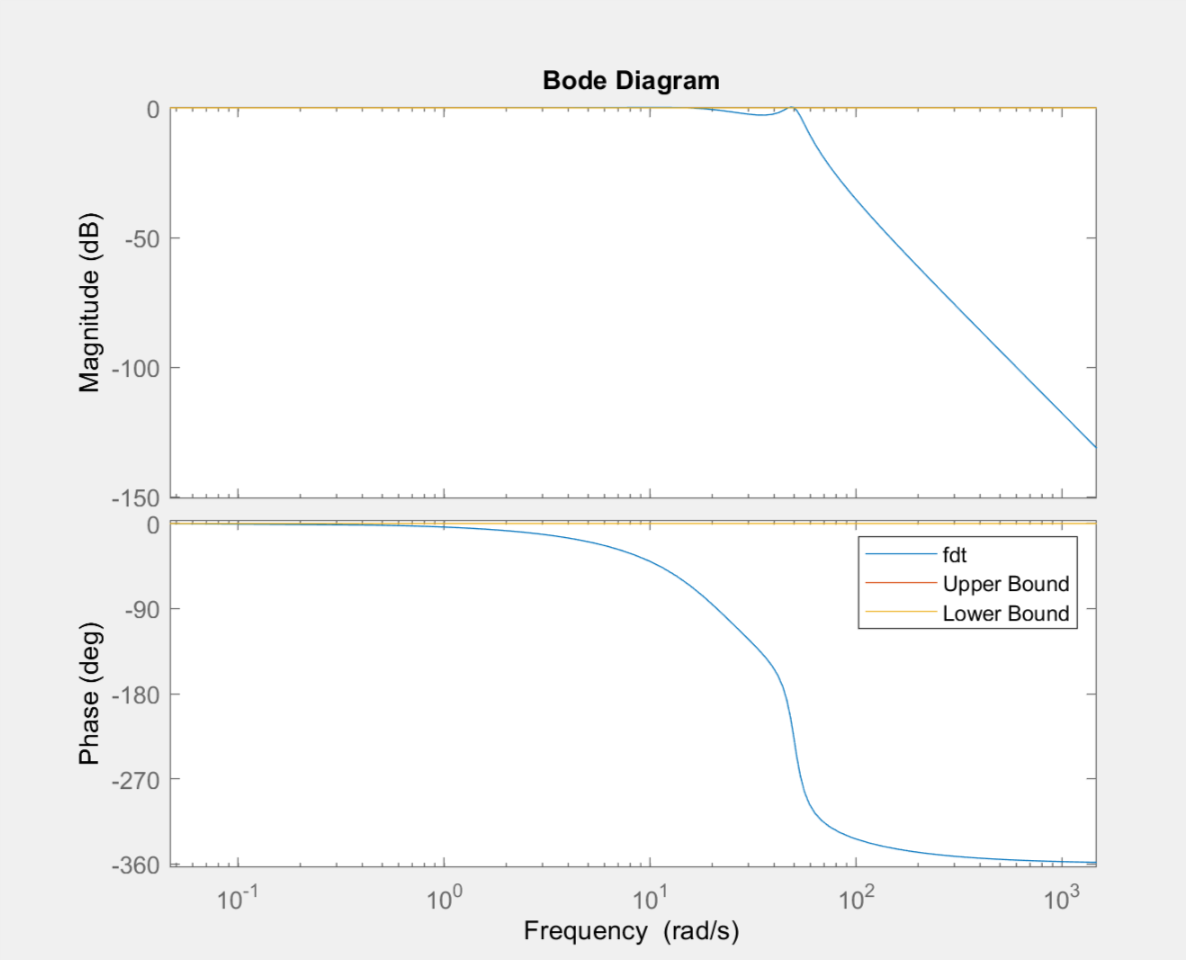 Bode Diagram
0
-50
-100
-150
Magnitude (dB)
0
-90
-180
-270
-360
Phase (deg)
fdt
Upper Bound
Lower Bound
10^-1
10^0
10^1
10^2
10^3
Frequency (rad/s)